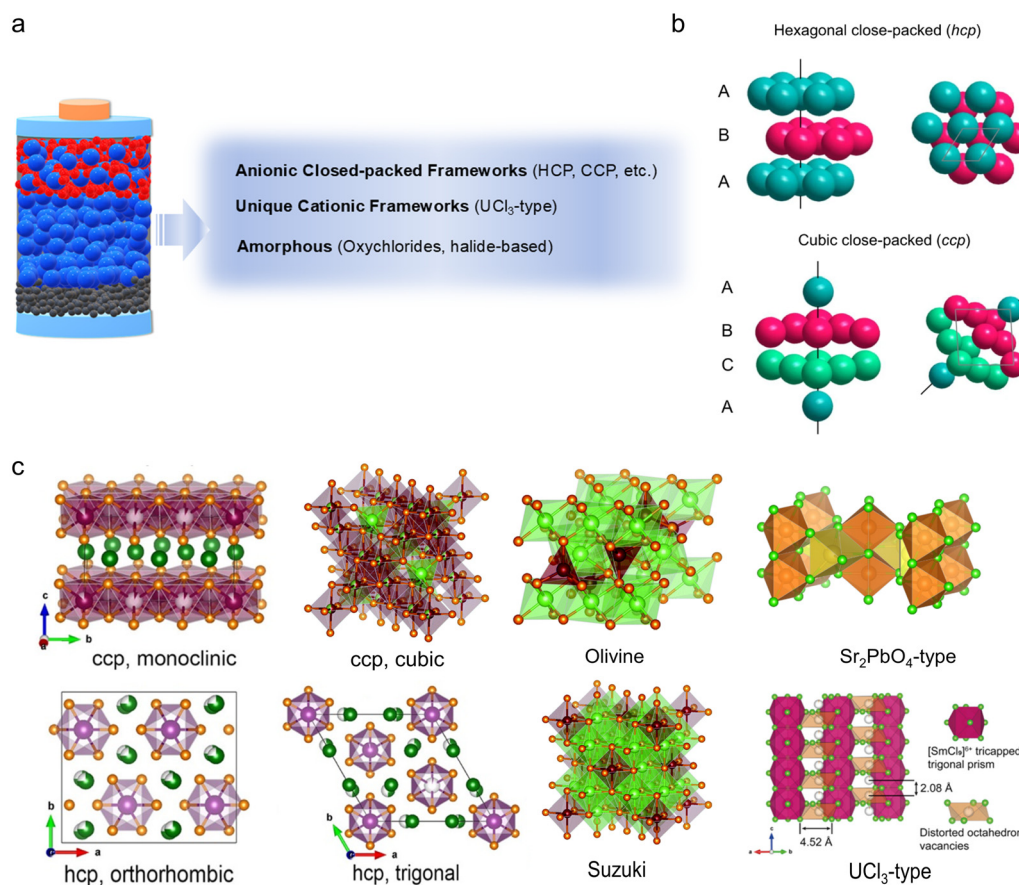 a
Anionic Closed-packed Frameworks (HCP, CCP, etc.)
Unique Cationic Frameworks (UCl₃-type)
Amorphous (Oxychlorides, halide-based)
b
Hexagonal close-packed (hcp)
A
B
A
Cubic close-packed (ccp)
A
B
C
A
c
c
b
ccp, monoclinic
ccp, cubic
Olivine
Sr₂PbO₄-type
b
a
hcp, orthorhombic
b
a
hcp, trigonal
Suzuki
[SmCl₉]⁶⁺ tricapped
trigonal prism
2.08 Å
Distorted octahedron
vacancies
4.52 Å
c
a
b
UCl₃-type